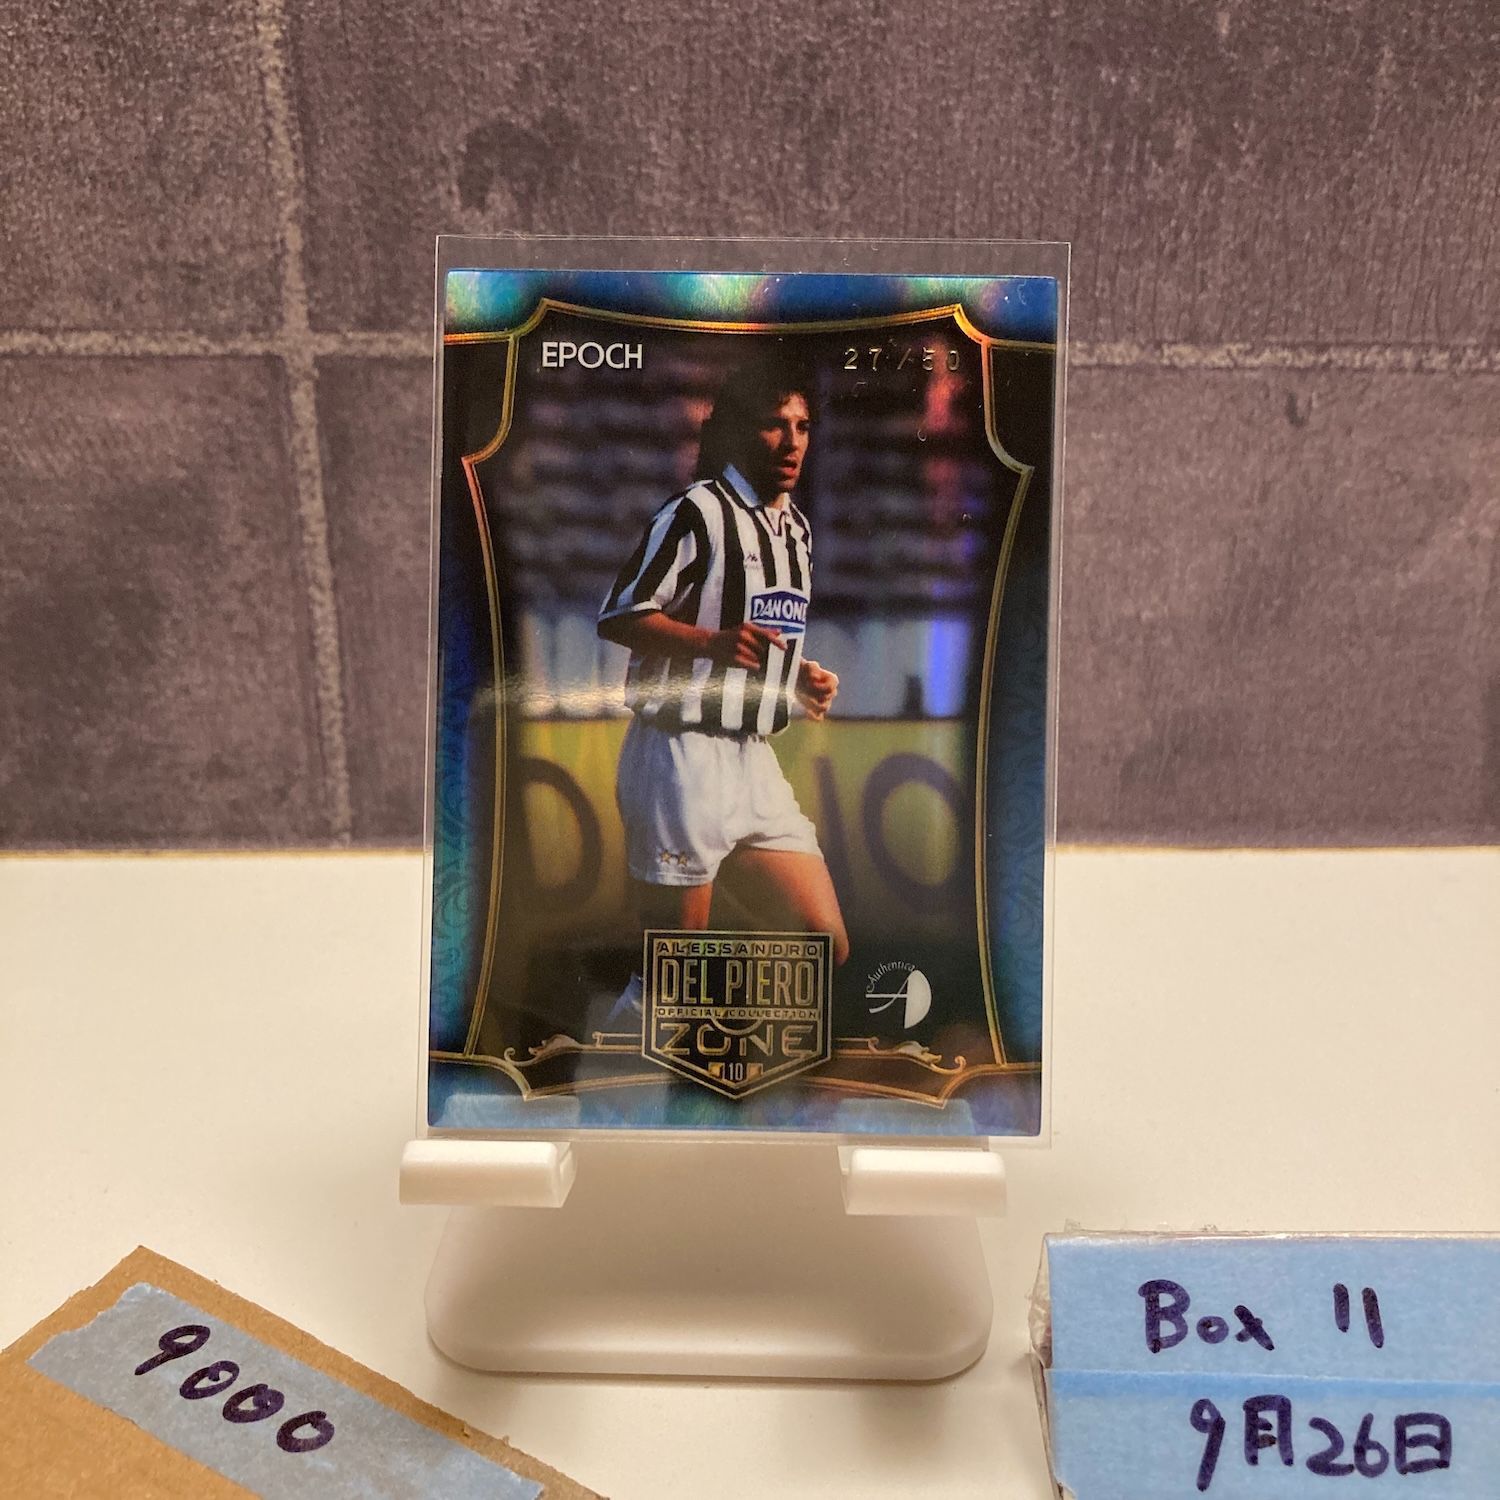 EPOCH
27/50
DANONE
ALESSANDRO
DEL PIERO
OFFICIAL COLLECTION
ZONE
10
Authentica
9000
Box 11
9月26日